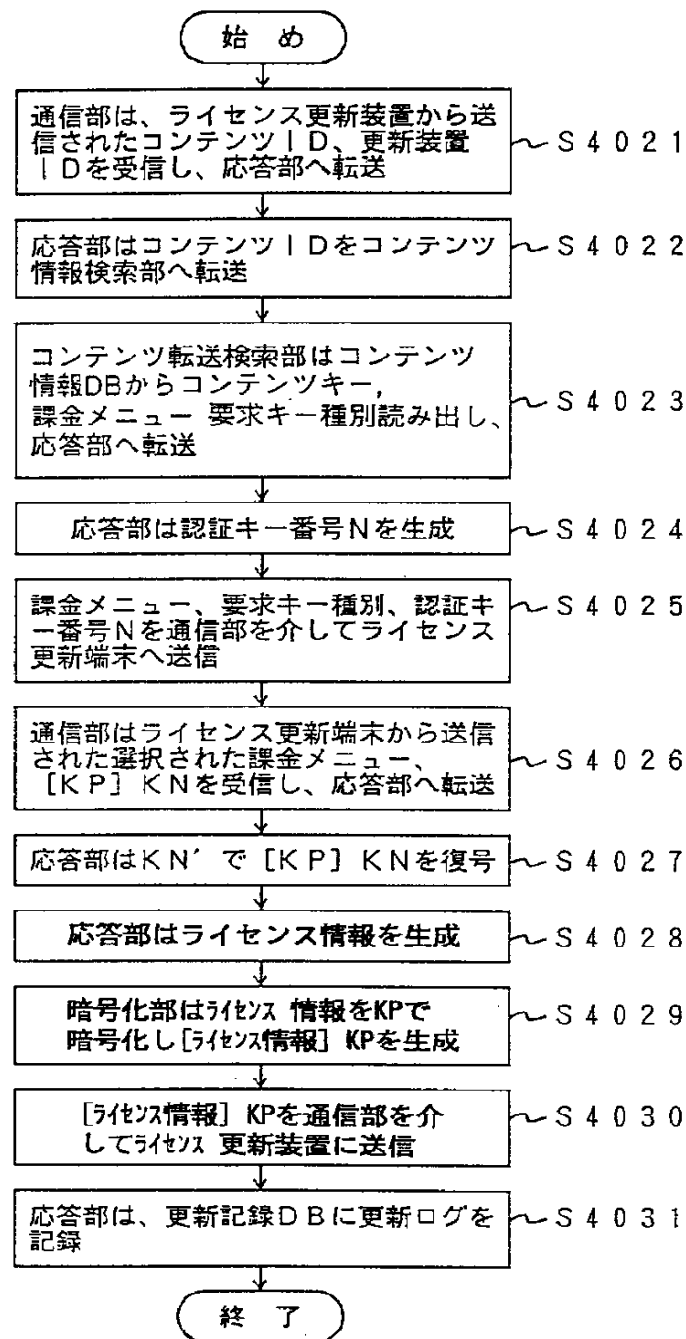 始 め
通信部は、ライセンス更新装置から送
信されたコンテンツID、更新装置
IDを受信し、応答部へ転送
S4021
応答部はコンテンツIDをコンテンツ
情報検索部へ転送
S4022
コンテンツ転送検索部はコンテンツ
情報DBからコンテンツキー,
課金メニュー 要求キー種別読み出し、
応答部へ転送
S4023
応答部は認証キー番号Nを生成
S4024
課金メニュー、要求キー種別、認証キ
ー番号Nを通信部を介してライセンス
更新端末へ送信
S4025
通信部はライセンス更新端末から送信
された選択された課金メニュー、
[KP] KNを受信し、応答部へ転送
S4026
応答部はKN′で[KP] KNを復号
S4027
応答部はライセンス情報を生成
S4028
暗号化部はライセンス 情報をKPで
暗号化し[ライセンス情報] KPを生成
S4029
[ライセンス情報] KPを通信部を介
してライセンス 更新装置に送信
S4030
応答部は、更新記録DBに更新ログを
記録
S4031
終 了